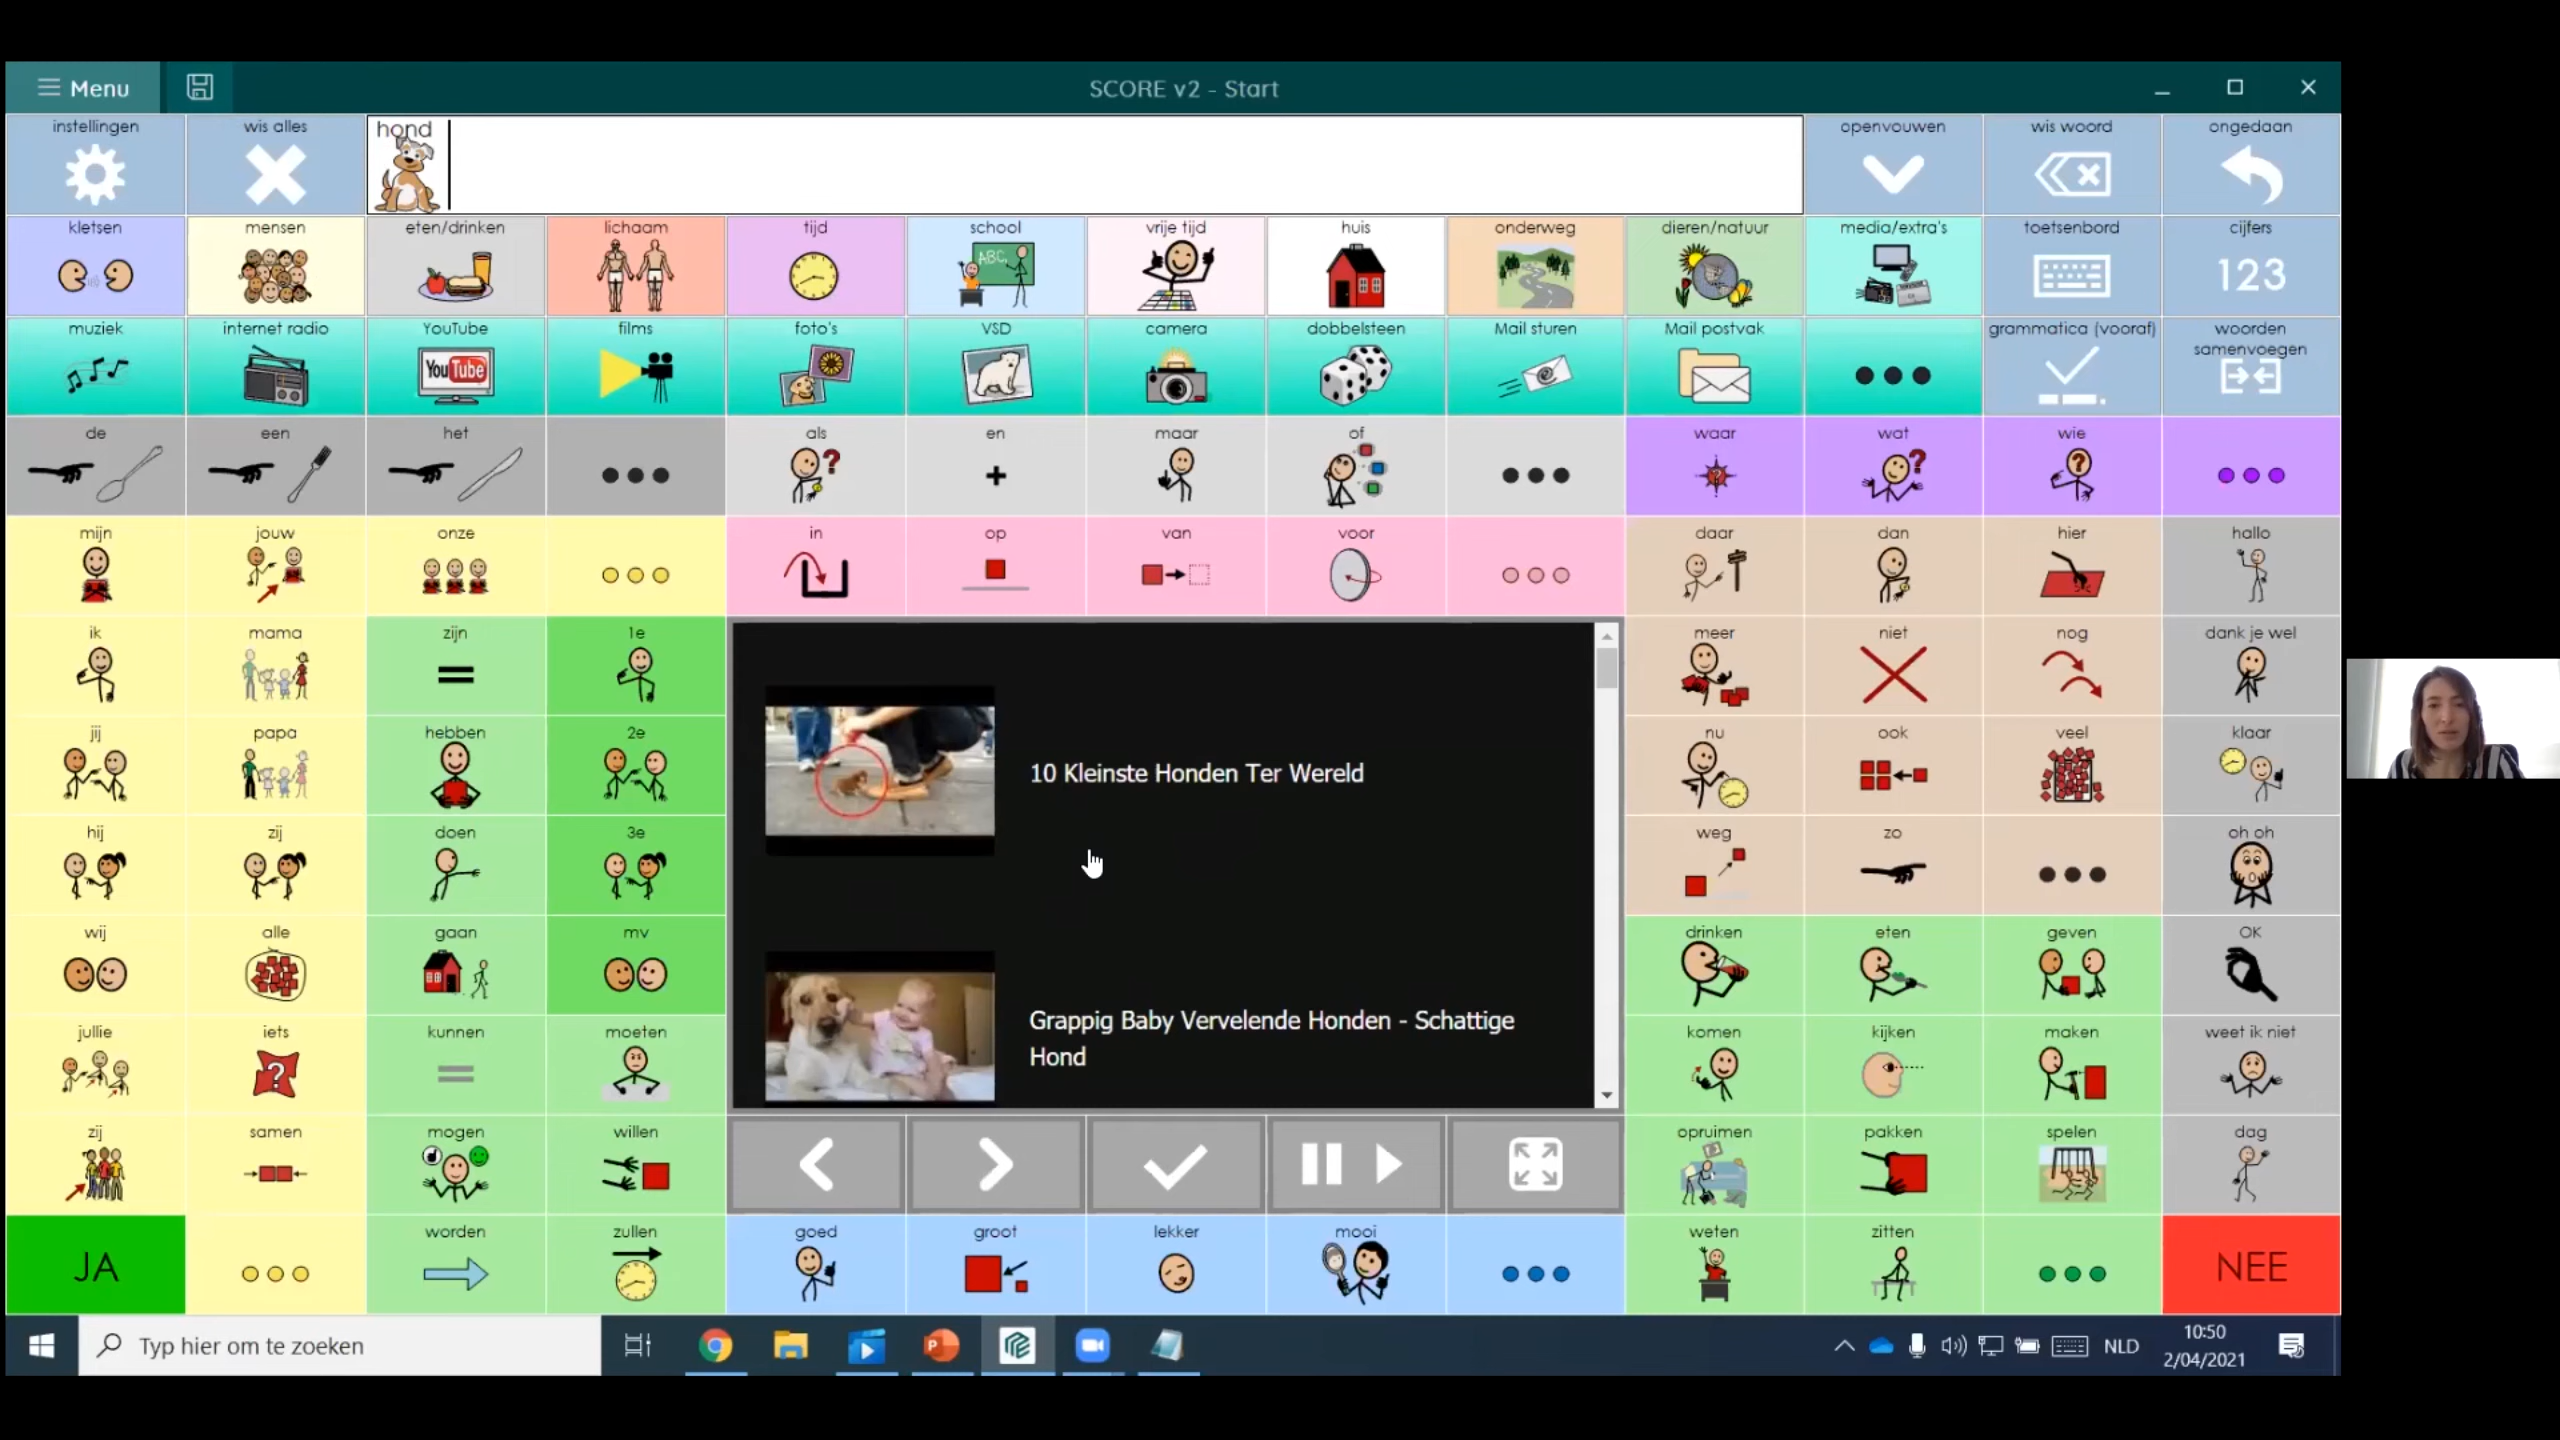 Menu
SCORE v2 - Start
instellingen
wis alles
hond
openvouwen
wis woord
ongedaan
kletsen
mensen
eten/drinken
lichaam
tijd
school
ABC
vrije tijd
huis
onderweg
dieren/natuur
media/extra's
toetsenbord
cijfers
123
muziek
internet radio
YouTube
You Tube
films
foto's
VSD
camera
dobbelsteen
Mail sturen
Mail postvak
grammatica (vooraf)
woorden
samenvoegen
de
een
het
als
en
maar
of
waar
wat
wie
mijn
jouw
onze
in
op
van
voor
daar
dan
hier
hallo
ik
mama
zijn
1e
meer
niet
nog
dank je wel
jij
papa
hebben
2e
10 Kleinste Honden Ter Wereld
nu
ook
veel
klaar
hij
zij
doen
3e
weg
zo
oh oh
wij
alle
gaan
mv
drinken
eten
geven
OK
jullie
iets
kunnen
moeten
Grappig Baby Vervelende Honden - Schattige
Hond
komen
kijken
maken
weet ik niet
zij
samen
mogen
willen
opruimen
pakken
spelen
dag
JA
worden
zullen
goed
groot
lekker
mooi
weten
zitten
NEE
Typ hier om te zoeken
NLD
10:50
2/04/2021